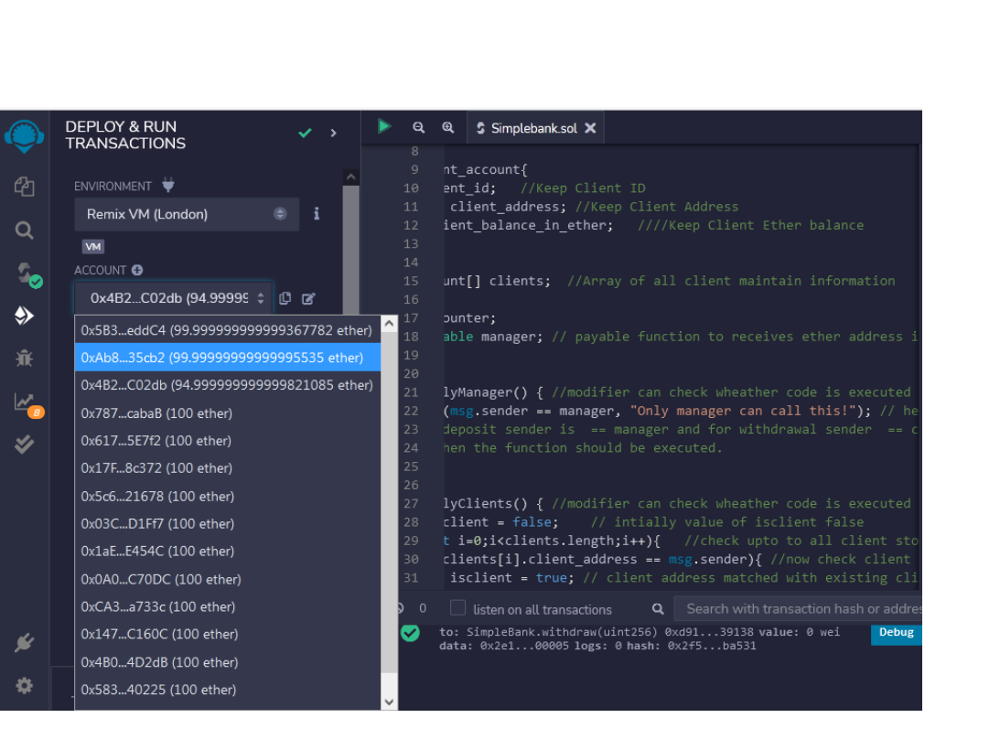 DEPLOY & RUN
TRANSACTIONS
ENVIRONMENT
Remix VM (London)
VM
ACCOUNT
0x4B2...C02db (94.99999
0x5B3...eddC4 (99.999999999999367782 ether)
0xAb8...35cb2 (99.99999999999995535 ether)
0x4B2...C02db (94.999999999999821085 ether)
0x787...cabaB (100 ether)
0x617...5E7f2 (100 ether)
0x17F...8c372 (100 ether)
0x5c6...21678 (100 ether)
0x03C...D1Ff7 (100 ether)
0x1aE...E454C (100 ether)
0x0A0...C70DC (100 ether)
0xCA3...a733c (100 ether)
0x147...C160C (100 ether)
0x4B0...4D2dB (100 ether)
0x583...40225 (100 ether)
8
Simplebank.sol
8
9 nt_account{
10 ent_id; //Keep Client ID
11 client_address; //Keep Client Address
12 ient_balance_in_ether; ////Keep Client Ether balance
13
14
15 unt[] clients; //Array of all client maintain information
16
17 ounter;
18 able manager; // payable function to receives ether address i
19
20
21 lyManager() { //modifier can check wheather code is executed
22 (msg.sender == manager, "Only manager can call this!"); // he
23 deposit sender is == manager and for withdrawal sender == c
24 hen the function should be executed.
25
26
27 lyClients() { //modifier can check wheather code is executed
28 client = false; // intially value of isclient false
29 t i=0;i<clients.length;i++){ //check upto to all client sto
30 clients[i].client_address == msg.sender){ //now check client
31 isclient = true; // client address matched with existing cli
0 listen on all transactions Search with transaction hash or addres
to: SimpleBank.withdraw(uint256) 0xd91...39138 value: 0 wei
data: 0x2e1...00005 logs: 0 hash: 0x2f5...ba531
Debug